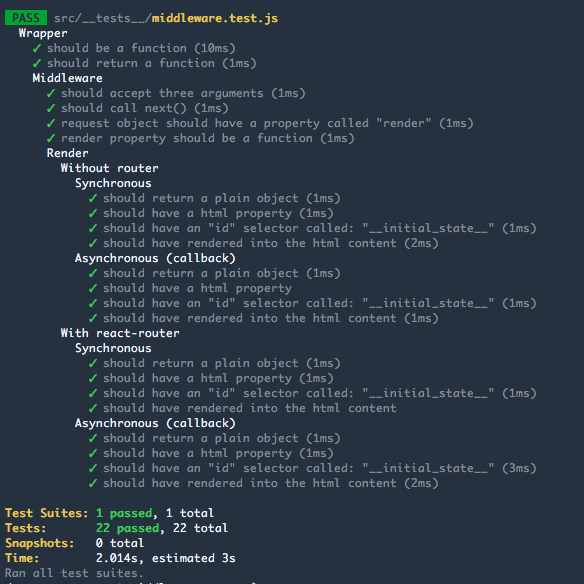 PASS src/__tests__/middleware.test.js
Wrapper
✓ should be a function (10ms)
✓ should return a function (1ms)
Middleware
✓ should accept three arguments (1ms)
✓ should call next() (1ms)
✓ request object should have a property called "render" (1ms)
✓ render property should be a function (1ms)
Render
Without router
Synchronous
✓ should return a plain object (1ms)
✓ should have a html property (1ms)
✓ should have an "id" selector called: "__initial_state__" (1ms)
✓ should have rendered into the html content (2ms)
Asynchronous (callback)
✓ should return a plain object (1ms)
✓ should have a html property
✓ should have an "id" selector called: "__initial_state__" (1ms)
✓ should have rendered into the html content (1ms)
With react-router
Synchronous
✓ should return a plain object (1ms)
✓ should have a html property (1ms)
✓ should have an "id" selector called: "__initial_state__" (1ms)
✓ should have rendered into the html content
Asynchronous (callback)
✓ should return a plain object (1ms)
✓ should have a html property (1ms)
✓ should have an "id" selector called: "__initial_state__" (3ms)
✓ should have rendered into the html content (2ms)
Test Suites: 1 passed, 1 total
Tests: 22 passed, 22 total
Snapshots: 0 total
Time: 2.014s, estimated 3s
Ran all test suites.